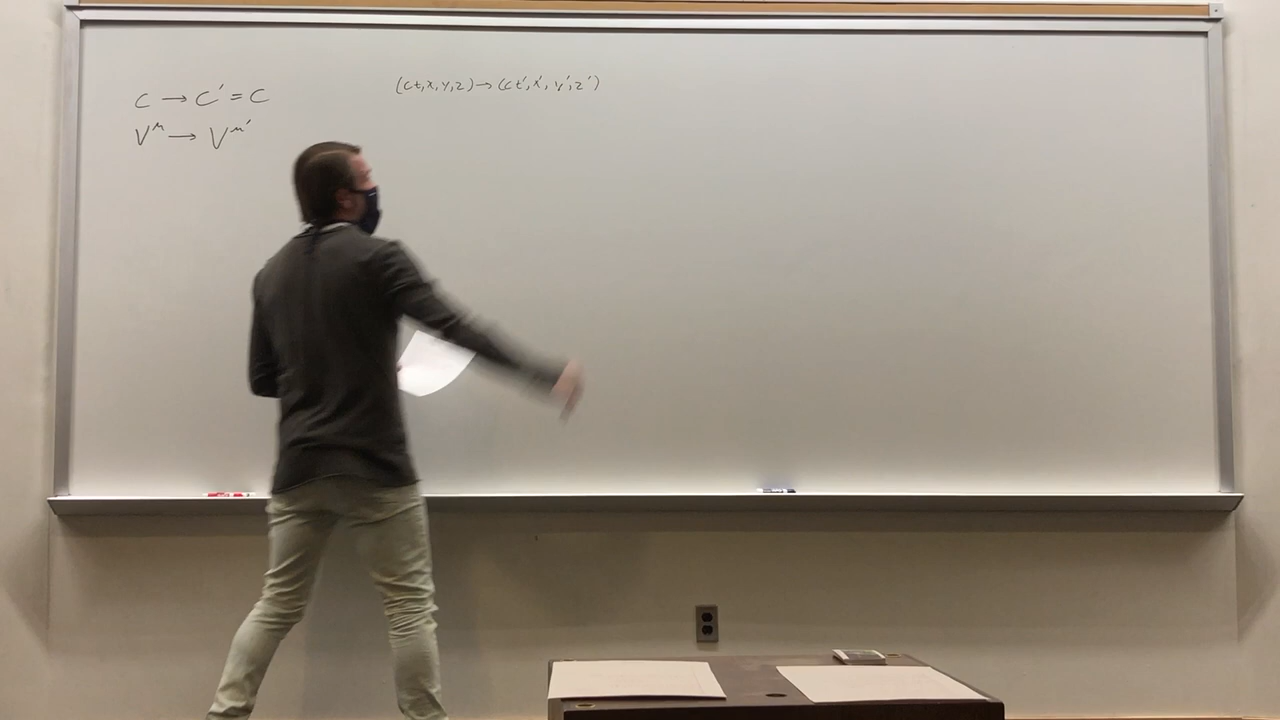 C → C' = C
V^μ → V^μ'
(ct,x,y,z) → (ct',x',y',z')